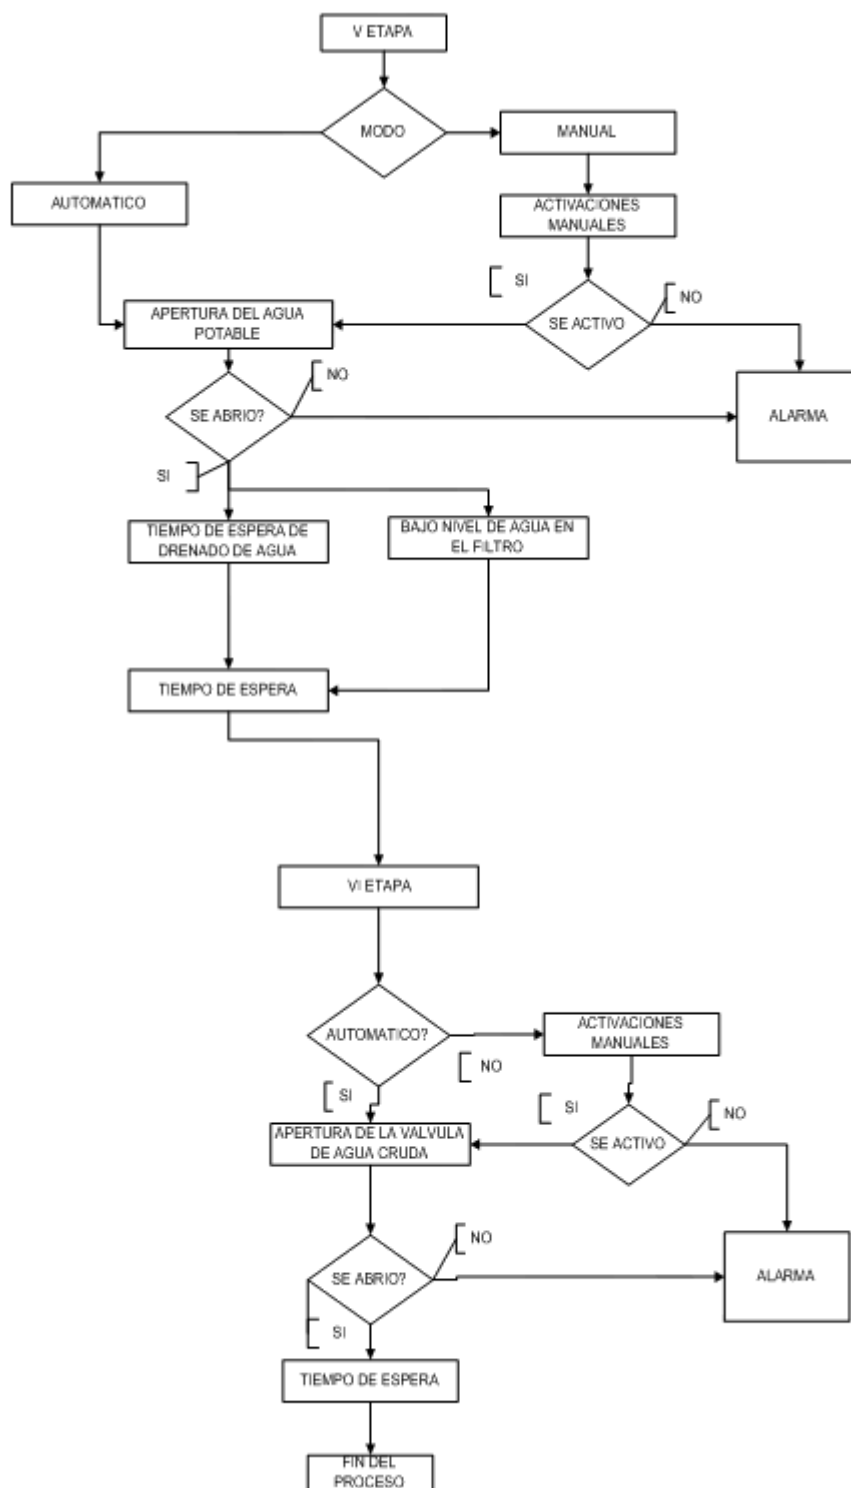 V ETAPA
MODO
MANUAL
AUTOMATICO
ACTIVACIONES
MANUALES
SI
NO
APERTURA DEL AGUA
POTABLE
SE ACTIVO
NO
SE ABRIO?
ALARMA
SI
TIEMPO DE ESPERA DE
DRENADO DE AGUA
BAJO NIVEL DE AGUA EN
EL FILTRO
TIEMPO DE ESPERA
VI ETAPA
AUTOMATICO?
ACTIVACIONES
MANUALES
NO
SI
SI
NO
APERTURA DE LA VALVULA
DE AGUA CRUDA
SE ACTIVO
NO
SE ABRIO?
ALARMA
SI
TIEMPO DE ESPERA
FIN DEL
PROCESO